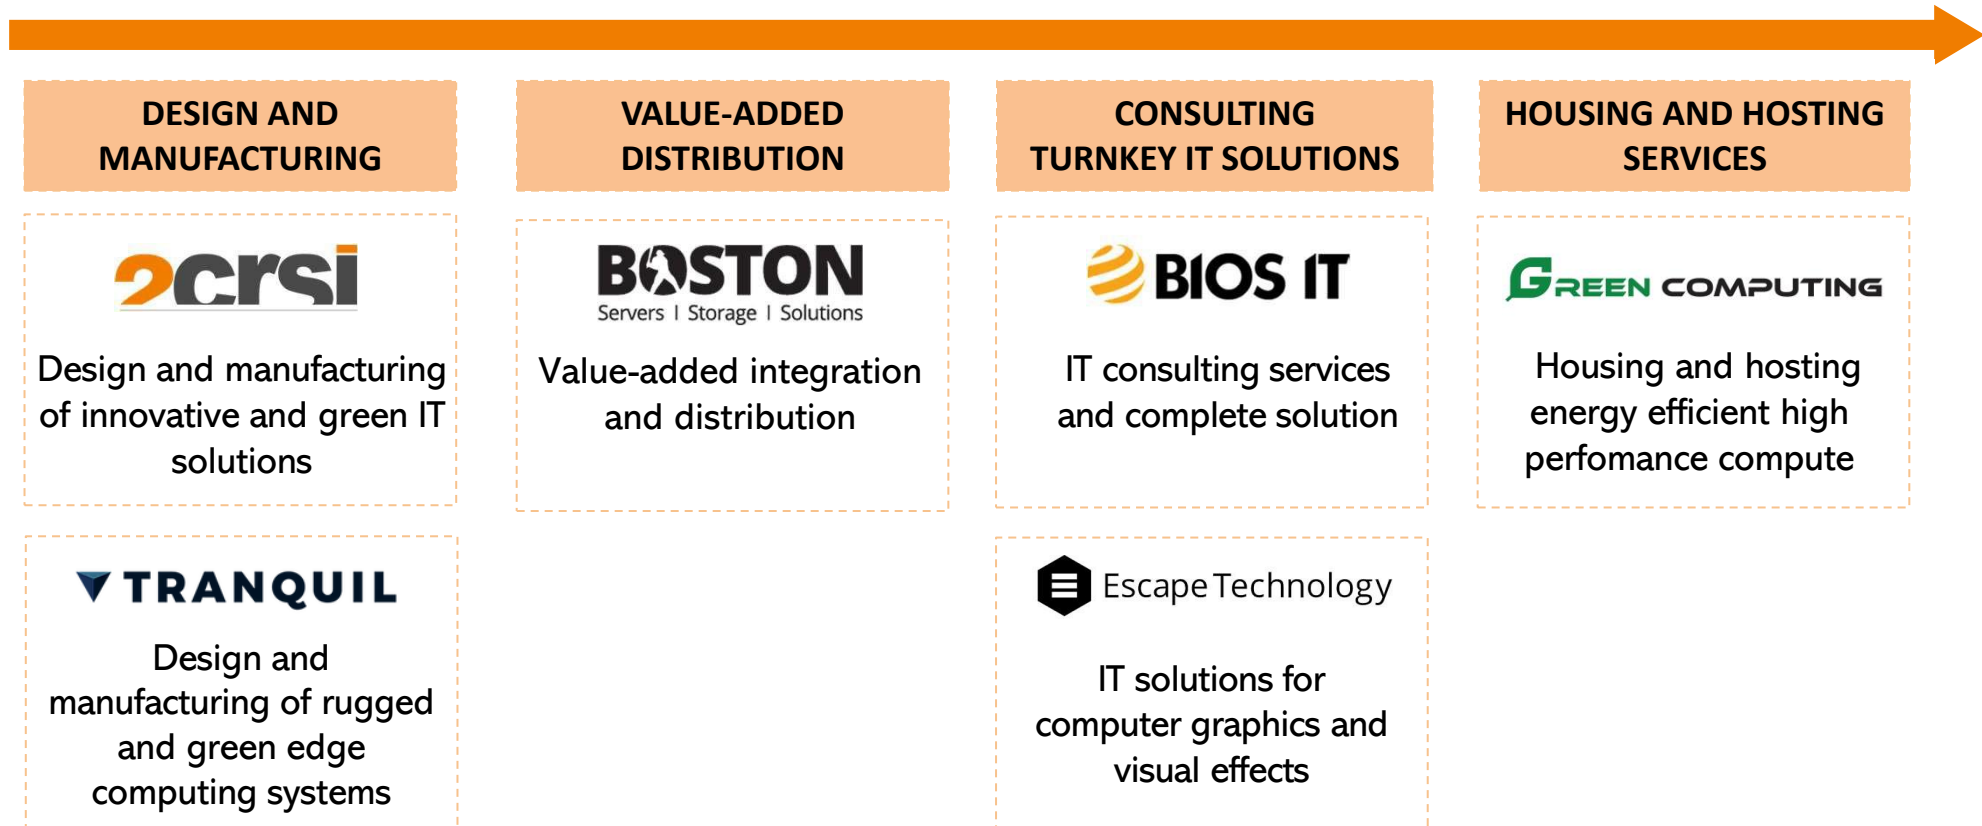 DESIGN AND
MANUFACTURING
VALUE-ADDED
DISTRIBUTION
CONSULTING
TURNKEY IT SOLUTIONS
HOUSING AND HOSTING
SERVICES
2crsi
Design and manufacturing
of innovative and green IT
solutions
BOSTON
Servers | Storage | Solutions
Value-added integration
and distribution
BIOS IT
IT consulting services
and complete solution
GREEN COMPUTING
Housing and hosting
energy efficient high
perfomance compute
TRANQUIL
Design and
manufacturing of rugged
and green edge
computing systems
Escape Technology
IT solutions for
computer graphics and
visual effects